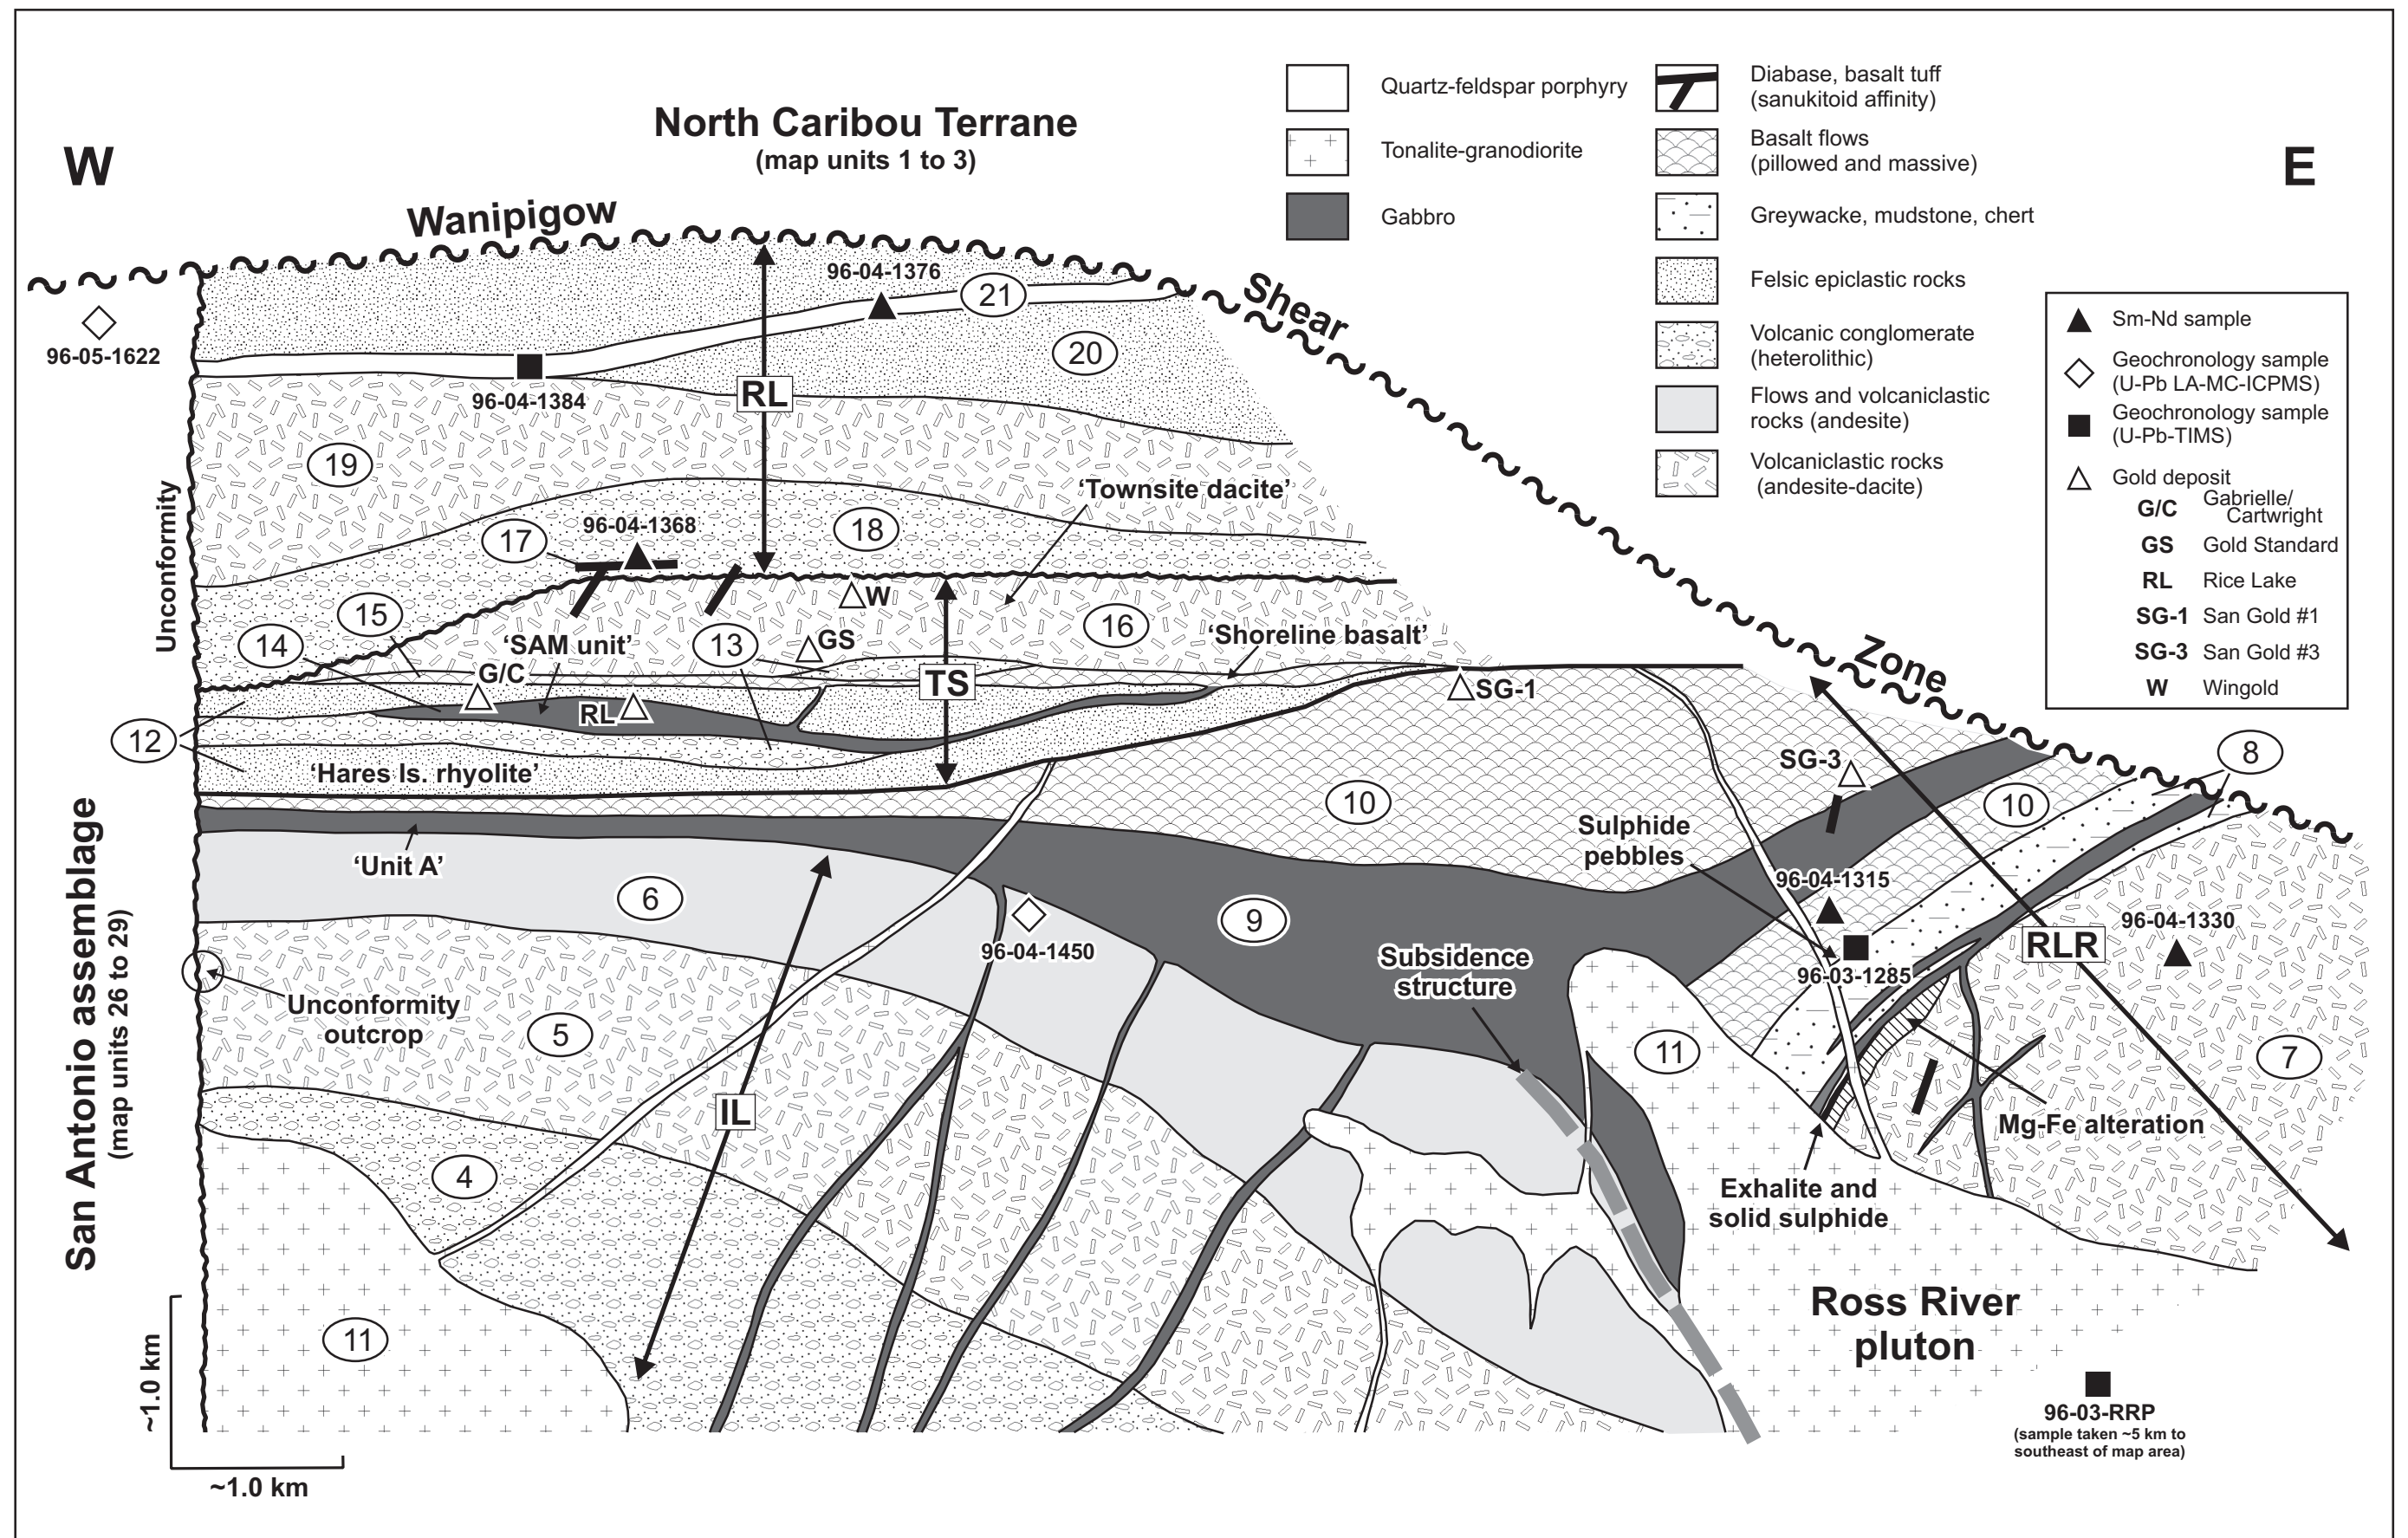 W
North Caribou Terrane
(map units 1 to 3)
E
Quartz-feldspar porphyry
Tonalite-granodiorite
Gabbro
Diabase, basalt tuff
(sanukitoid affinity)
Basalt flows
(pillowed and massive)
Greywacke, mudstone, chert
Felsic epiclastic rocks
Volcanic conglomerate
(heterolithic)
Flows and volcaniclastic
rocks (andesite)
Volcaniclastic rocks
(andesite-dacite)
Sm-Nd sample
Geochronology sample
(U-Pb LA-MC-ICPMS)
Geochronology sample
(U-Pb-TIMS)
Gold deposit
G/C Gabrielle/
Cartwright
GS Gold Standard
RL Rice Lake
SG-1 San Gold #1
SG-3 San Gold #3
W Wingold
Wanipigow
Shear
Zone
96-05-1622
96-04-1376
21
20
96-04-1384
RL
19
Unconformity
'Townsite dacite'
96-04-1368
17
18
W
15
16
14
'SAM unit'
13
GS
'Shoreline basalt'
G/C
TS
SG-1
RL
12
'Hares Is. rhyolite'
SG-3
8
10
10
Sulphide
pebbles
'Unit A'
San Antonio assemblage
(map units 26 to 29)
6
9
96-04-1315
96-04-1330
96-04-1450
RLR
Subsidence
structure
96-03-1285
Unconformity
outcrop
5
11
7
IL
Mg-Fe alteration
4
Exhalite and
solid sulphide
Ross River
pluton
11
96-03-RRP
(sample taken ~5 km to
southeast of map area)
~1.0 km
~1.0 km